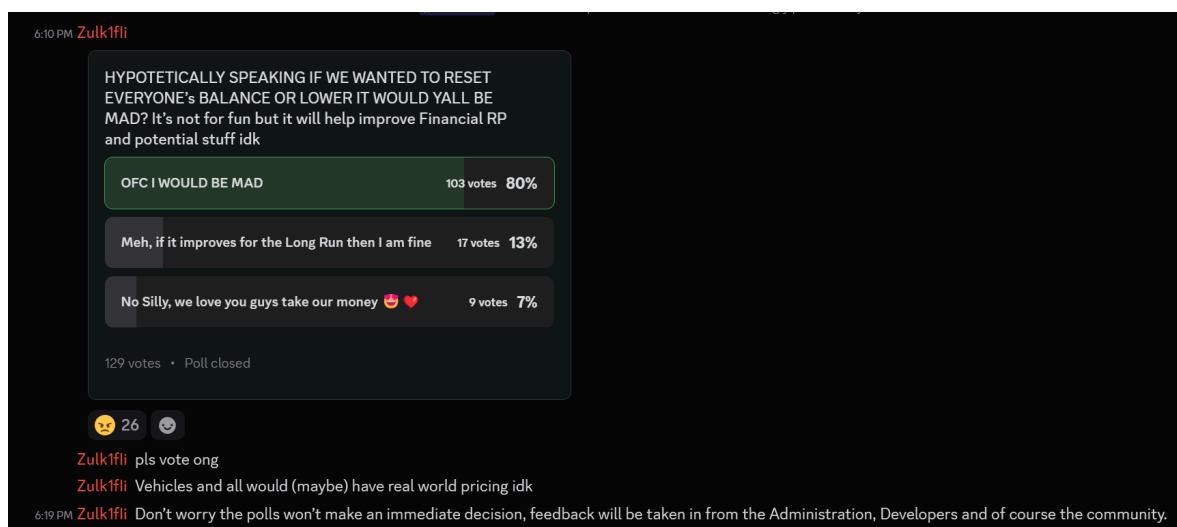 6:10 PM Zulk1fli
HYPOTETICALLY SPEAKING IF WE WANTED TO RESET
EVERYONE's BALANCE OR LOWER IT WOULD YALL BE
MAD? It's not for fun but it will help improve Financial RP
and potential stuff idk
OFC I WOULD BE MAD 103 votes 80%
Meh, if it improves for the Long Run then I am fine 17 votes 13%
No Silly, we love you guys take our money 🤩 ❤️ 9 votes 7%
129 votes • Poll closed
😠 26
Zulk1fli pls vote ong
Zulk1fli Vehicles and all would (maybe) have real world pricing idk
6:19 PM Zulk1fli Don't worry the polls won't make an immediate decision, feedback will be taken in from the Administration, Developers and of course the community.